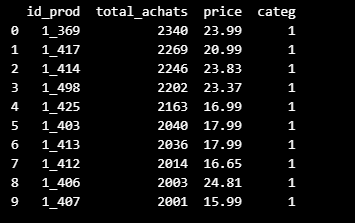 id_prod total_achats price categ
0 1_369 2340 23.99 1
1 1_417 2269 20.99 1
2 1_414 2246 23.83 1
3 1_498 2202 23.37 1
4 1_425 2163 16.99 1
5 1_403 2040 17.99 1
6 1_413 2036 17.99 1
7 1_412 2014 16.65 1
8 1_406 2003 24.81 1
9 1_407 2001 15.99 1